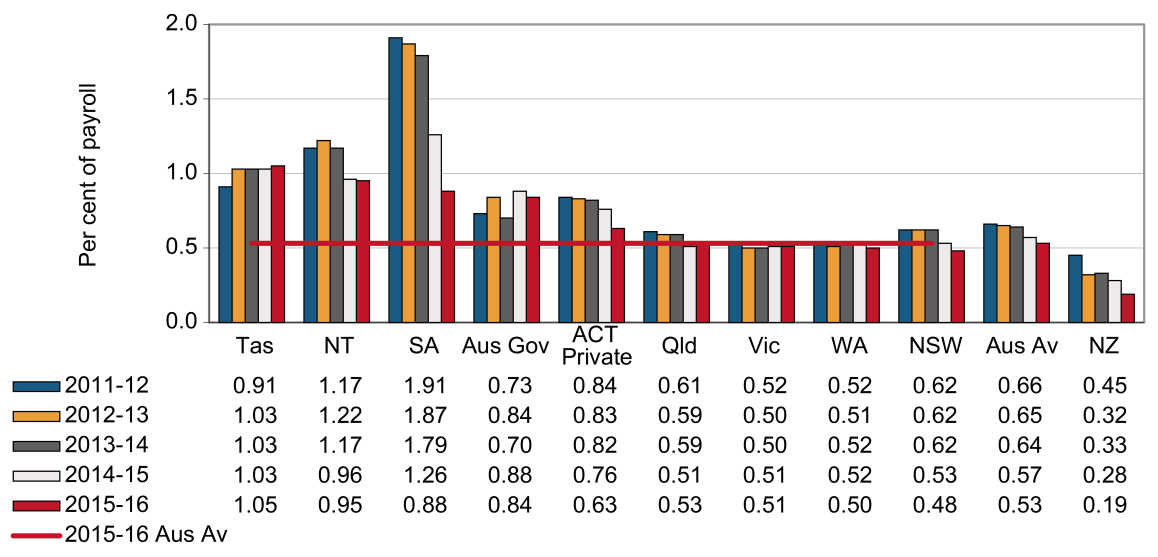 Per cent of payroll
2.0
1.5
1.0
0.5
0.0
Tas NT SA Aus Gov ACT Private Qld Vic WA NSW Aus Av NZ
2011-12 0.91 1.17 1.91 0.73 0.84 0.61 0.52 0.52 0.62 0.66 0.45
2012-13 1.03 1.22 1.87 0.84 0.83 0.59 0.50 0.51 0.62 0.65 0.32
2013-14 1.03 1.17 1.79 0.70 0.82 0.59 0.50 0.52 0.62 0.64 0.33
2014-15 1.03 0.96 1.26 0.88 0.76 0.51 0.51 0.52 0.53 0.57 0.28
2015-16 1.05 0.95 0.88 0.84 0.63 0.53 0.51 0.50 0.48 0.53 0.19
2015-16 Aus Av